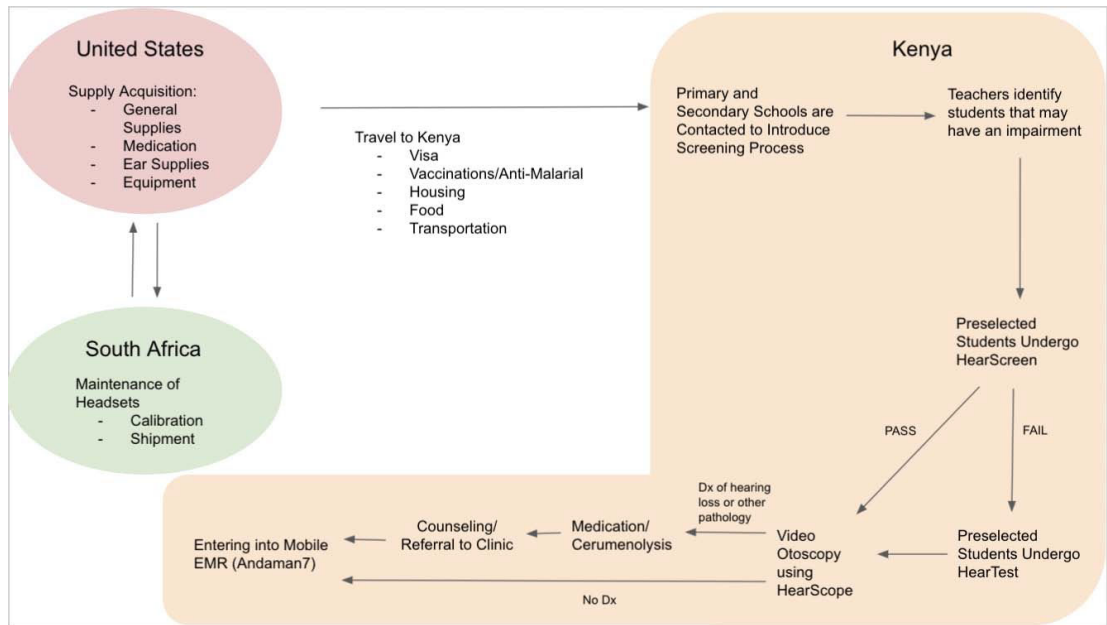 United States
Supply Acquisition:
- General
Supplies
- Medication
- Ear Supplies
- Equipment
South Africa
Maintenance of
Headsets
- Calibration
- Shipment
Travel to Kenya
- Visa
- Vaccinations/Anti-Malarial
- Housing
- Food
- Transportation
Kenya
Primary and
Secondary Schools are
Contacted to Introduce
Screening Process
Teachers identify
students that may
have an impairment
Preselected
Students Undergo
HearScreen
PASS
FAIL
Preselected
Students Undergo
HearTest
Video
Otoscopy
using
HearScope
Dx of hearing
loss or other
pathology
Medication/
Cerumenolysis
Counseling/
Referral to Clinic
No Dx
Entering into Mobile
EMR (Andaman7)